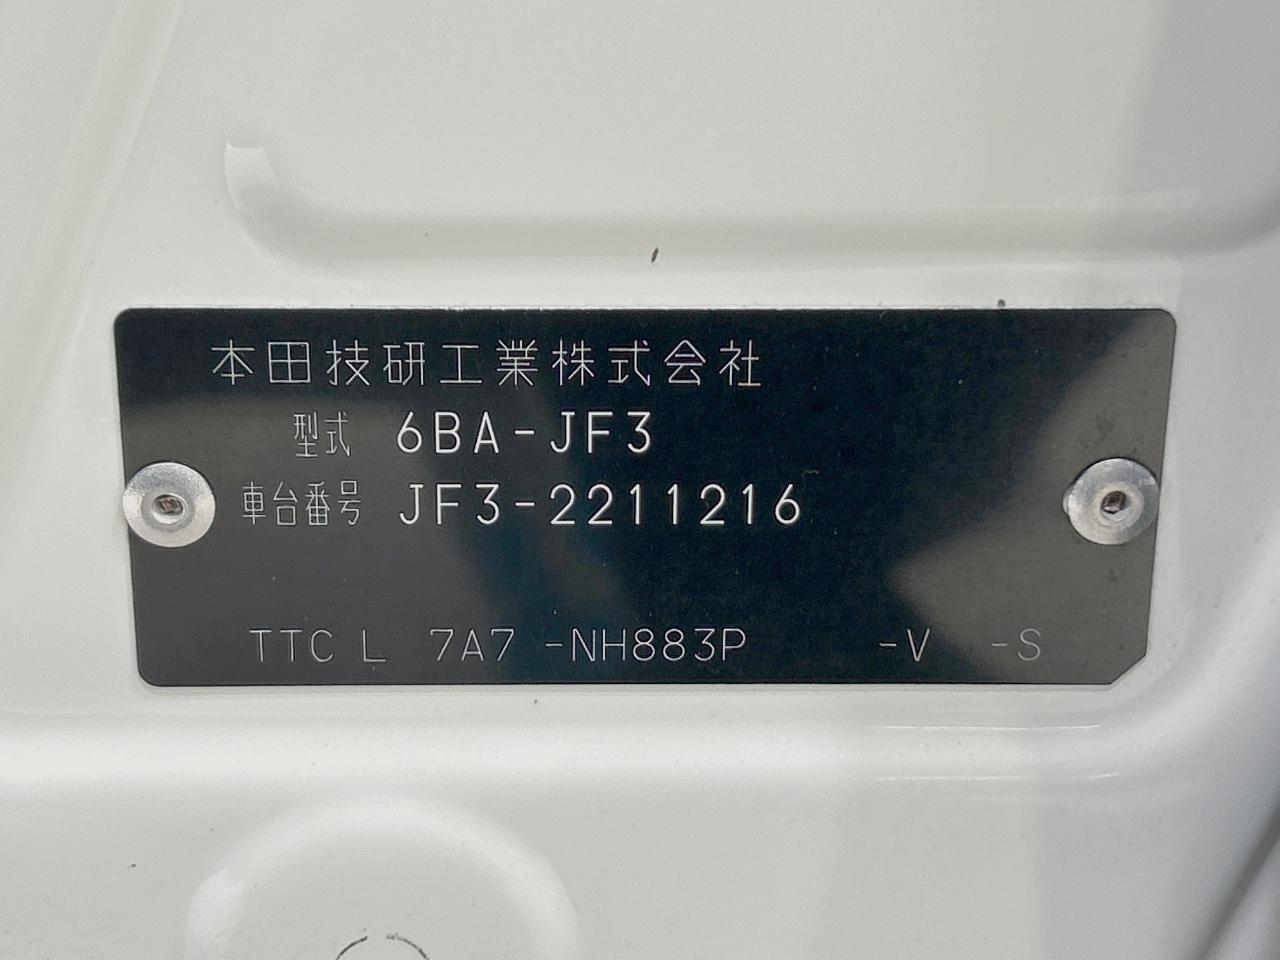 本田技研工業株式会社
型式 6BA-JF3
車台番号 JF3-2211216
TTC L 7A7 -NH883P -V -S